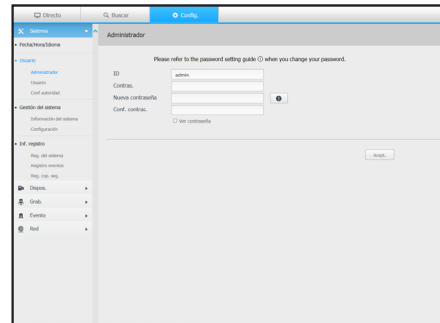 Directo
Buscar
Config.
Sistema
Fecha/Hora/Idioma
Usuario
Administrador
Usuario
Conf autoridad
Gestión del sistema
Información del sistema
Configuración
Inf. registro
Reg. del sistema
Registro eventos
Reg. cop. seg.
Dispos.
Grab.
Evento
Red
Administrador
Please refer to the password setting guide ⓘ when you change your password.
ID
admin
Contras.
Nueva contraseña
Conf. contras.
Ver contraseña
Acept.